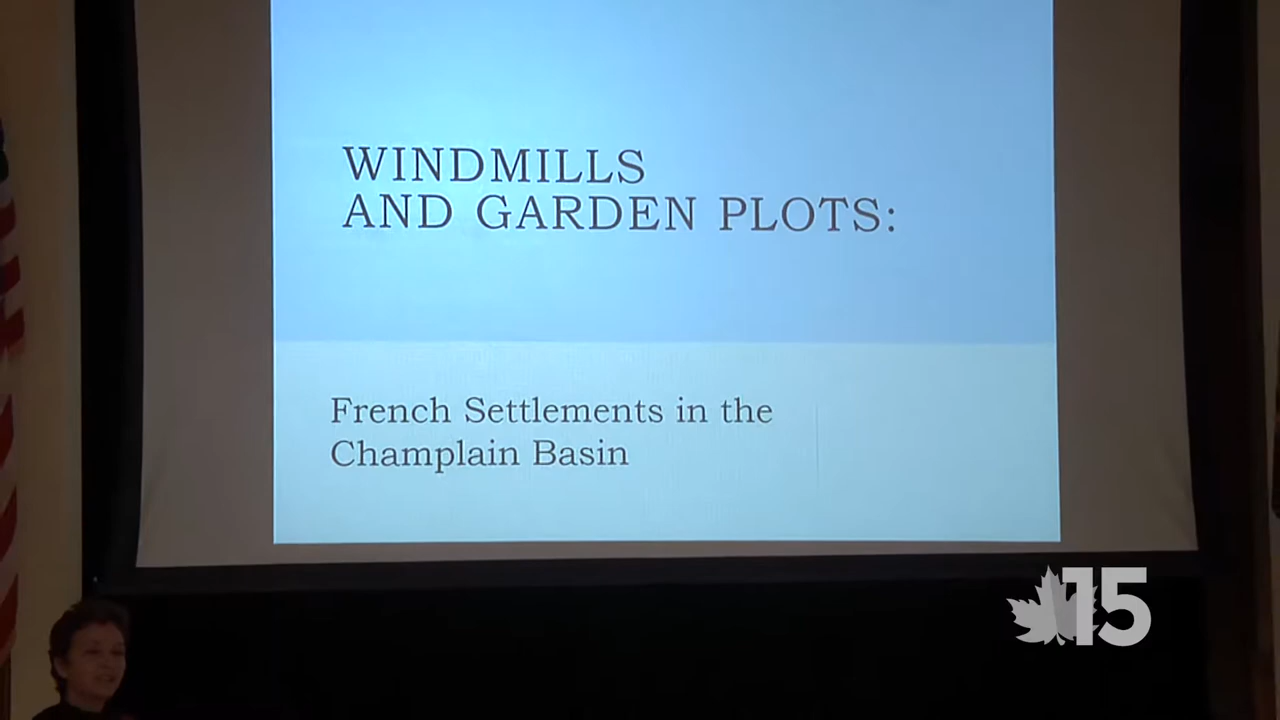 WINDMILLS
AND GARDEN PLOTS:
French Settlements in the
Champlain Basin
15